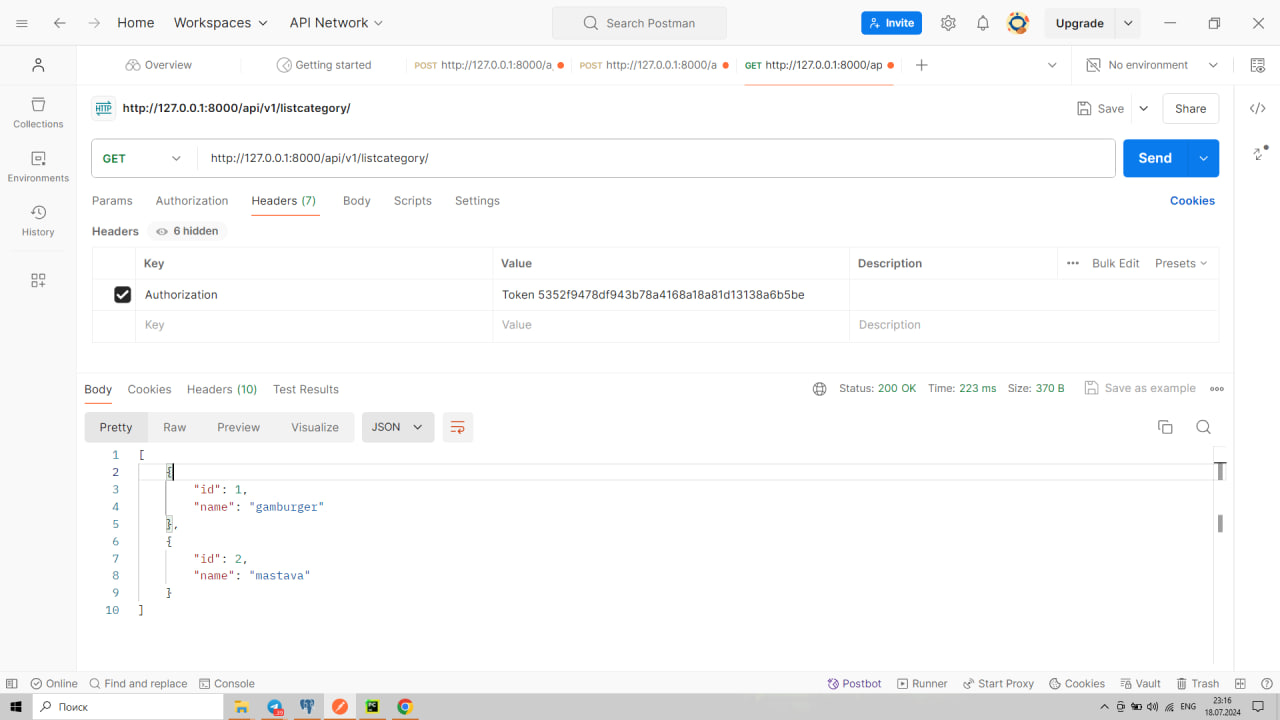 Home Workspaces API Network Search Postman Invite Upgrade
Overview Getting started POST http://127.0.0.1:8000/a POST http://127.0.0.1:8000/a GET http://127.0.0.1:8000/ap No environment
HTTP http://127.0.0.1:8000/api/v1/listcategory/ Save Share
Collections
GET http://127.0.0.1:8000/api/v1/listcategory/ Send
Environments
Params Authorization Headers (7) Body Scripts Settings Cookies
History
Headers 6 hidden
Key Value Description Bulk Edit Presets
Authorization Token 5352f9478df943b78a4168a18a81d13138a6b5be
Key Value Description
Body Cookies Headers (10) Test Results Status: 200 OK Time: 223 ms Size: 370 B Save as example
Pretty Raw Preview Visualize JSON
1 [
2 {
3 "id": 1,
4 "name": "gamburger"
5 },
6 {
7 "id": 2,
8 "name": "mastava"
9 }
10 ]
Online Find and replace Console Postbot Runner Start Proxy Cookies Vault Trash
Поиск ENG 23:16
18.07.2024